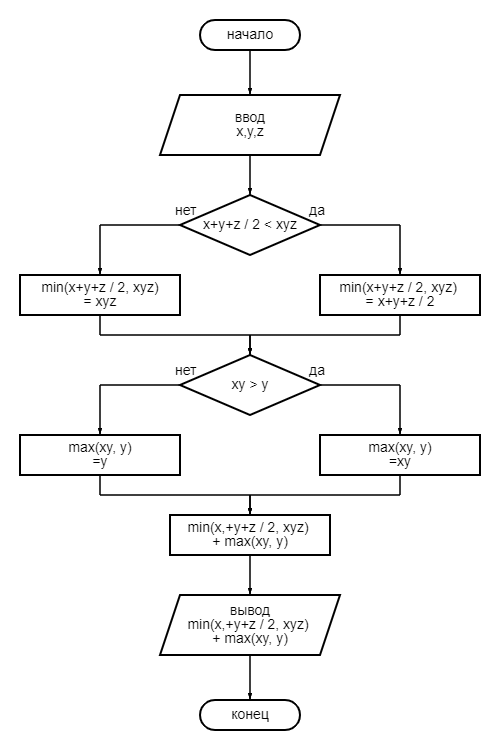 начало
ввод
x,y,z
нет
да
x+y+z / 2 < xyz
min(x+y+z / 2, xyz)
= xyz
min(x+y+z / 2, xyz)
= x+y+z / 2
нет
да
xy > y
max(xy, y)
=y
max(xy, y)
=xy
min(x,+y+z / 2, xyz)
+ max(xy, y)
вывод
min(x,+y+z / 2, xyz)
+ max(xy, y)
конец